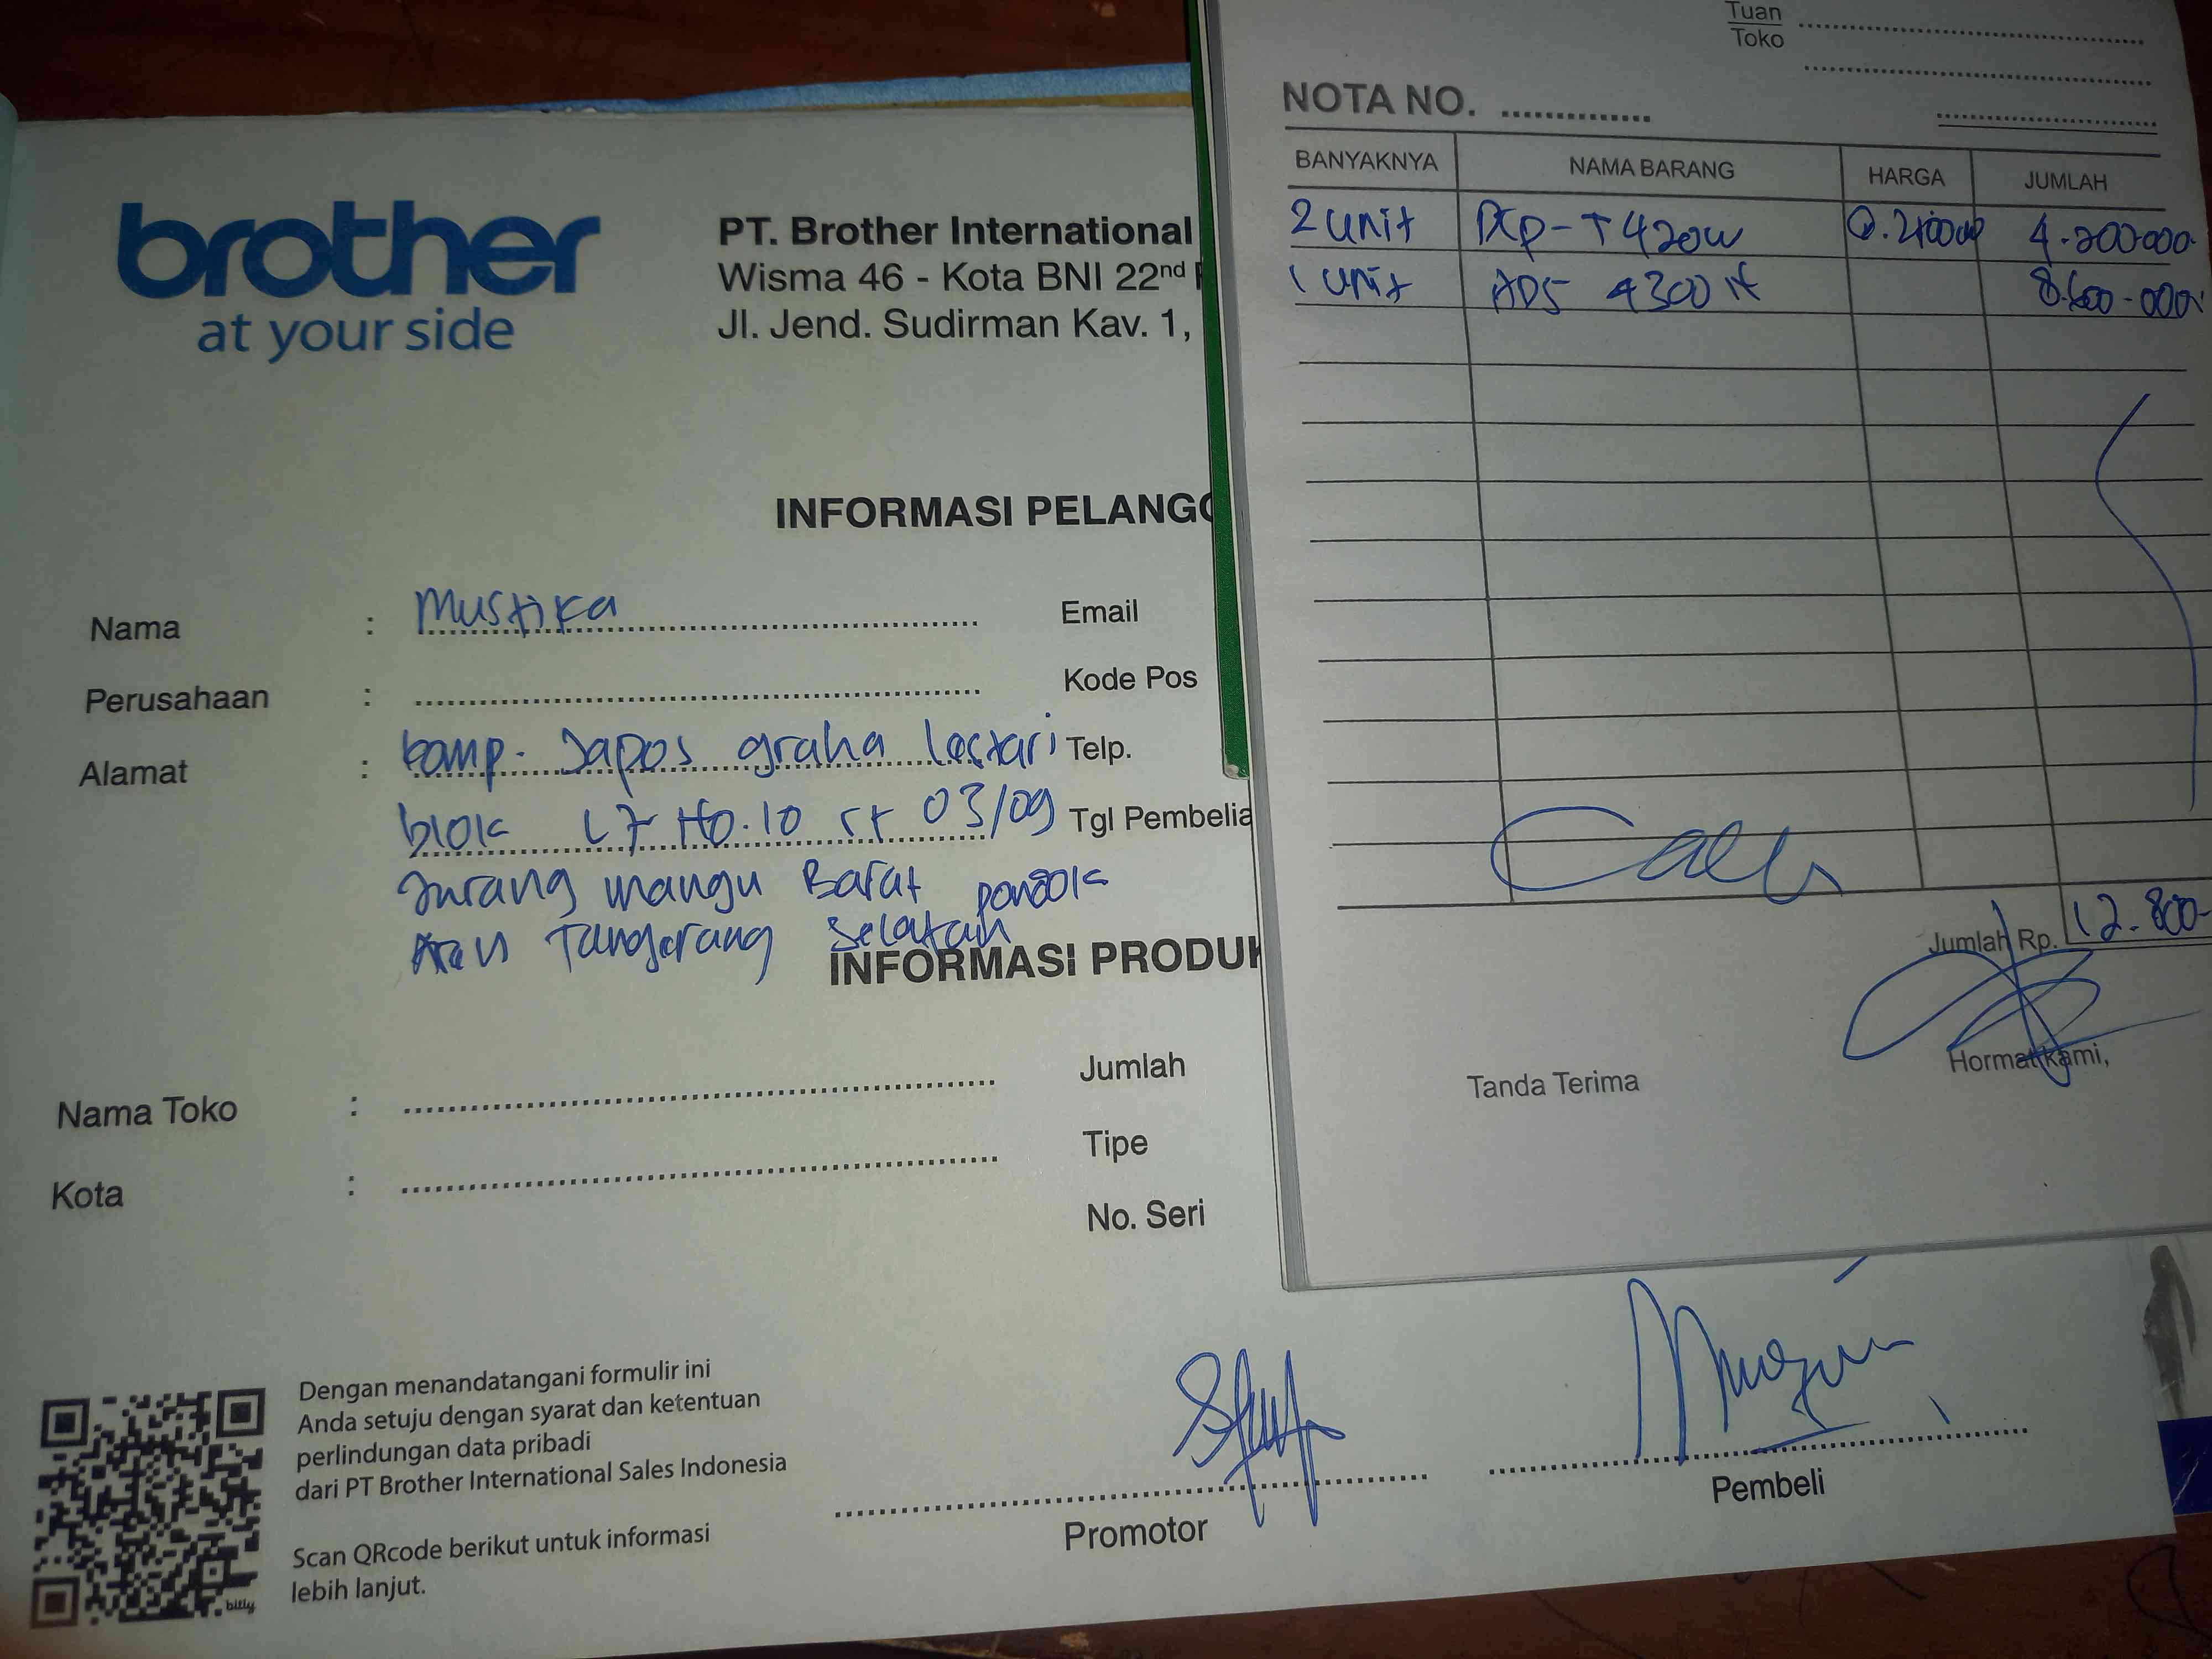 brother
at your side
PT. Brother International
Wisma 46 - Kota BNI 22nd
Jl. Jend. Sudirman Kav. 1,
INFORMASI PELANGG
Nama : Mustika
Email
Perusahaan :
Kode Pos
Alamat : komp. Japos graha lestari
Telp.
blok L7 No.10 rt 03/09
Tgl Pembelia
Jurang mangu Barat pondok
Aren Tangerang Selatan
INFORMASI PRODUK
Nama Toko :
Jumlah
Tipe
Kota :
No. Seri
Dengan menandatangani formulir ini
Anda setuju dengan syarat dan ketentuan
perlindungan data pribadi
dari PT Brother International Sales Indonesia
Scan QRcode berikut untuk informasi
lebih lanjut.
bitly
Promotor
Pembeli
Tuan
Toko
NOTA NO.
BANYAKNYA NAMA BARANG HARGA JUMLAH
2 unit DCP-T420W @.2100000 4.200.000
1 unit ADS 4300N 8.600.000
Jumlah Rp. 12.800-
Tanda Terima
Hormat kami,